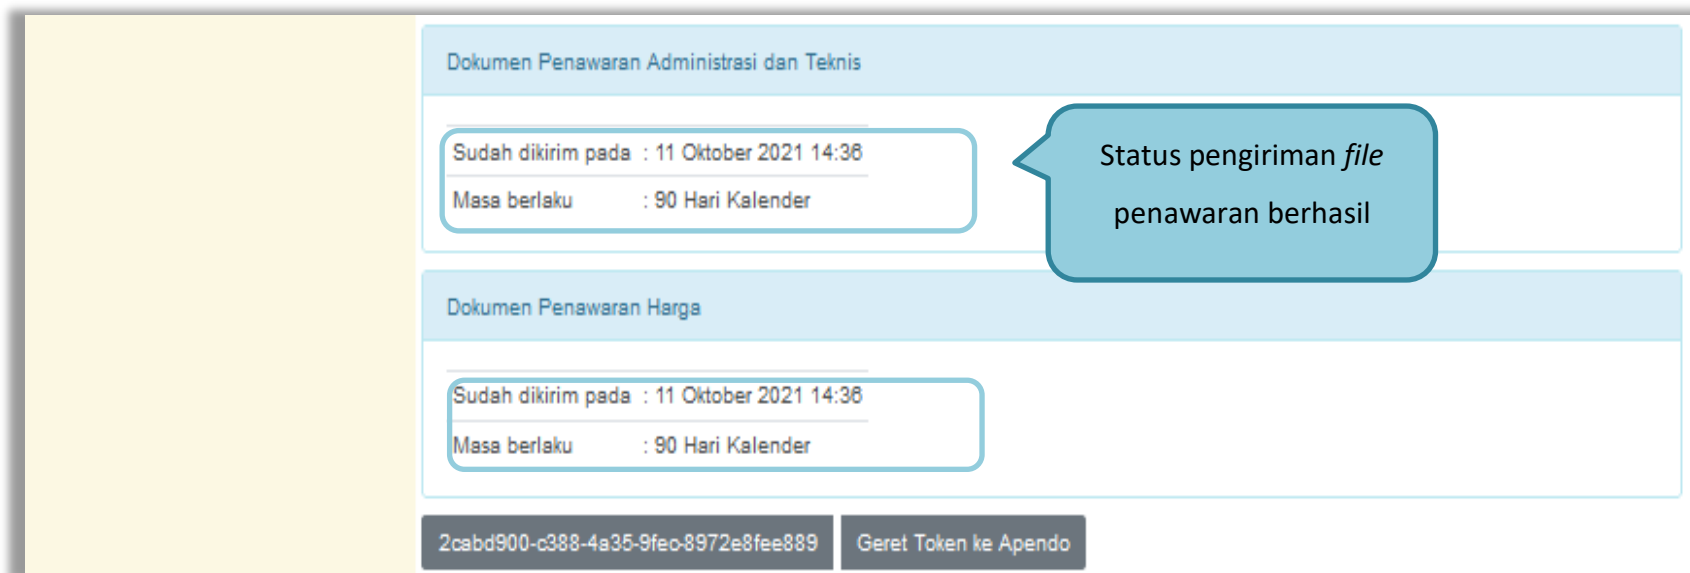 Dokumen Penawaran Administrasi dan Teknis
Sudah dikirim pada : 11 Oktober 2021 14:36
Masa berlaku : 90 Hari Kalender
Status pengiriman file
penawaran berhasil
Dokumen Penawaran Harga
Sudah dikirim pada : 11 Oktober 2021 14:36
Masa berlaku : 90 Hari Kalender
2cabd900-c388-4a35-9fec-8972e8fee889
Geret Token ke Apendo